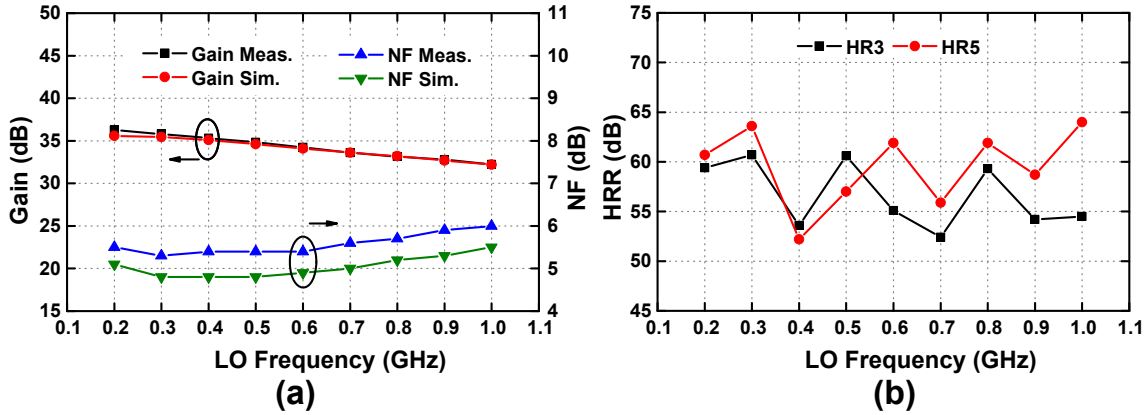 Gain (dB)
50
45
40
35
30
25
20
15
Gain Meas.
Gain Sim.
NF Meas.
NF Sim.
11
10
9
8
7
6
5
4
NF (dB)
0.1 0.2 0.3 0.4 0.5 0.6 0.7 0.8 0.9 1.0 1.1
LO Frequency (GHz)
(a)
HRR (dB)
75
70
65
60
55
50
45
HR3
HR5
0.1 0.2 0.3 0.4 0.5 0.6 0.7 0.8 0.9 1.0 1.1
LO Frequency (GHz)
(b)